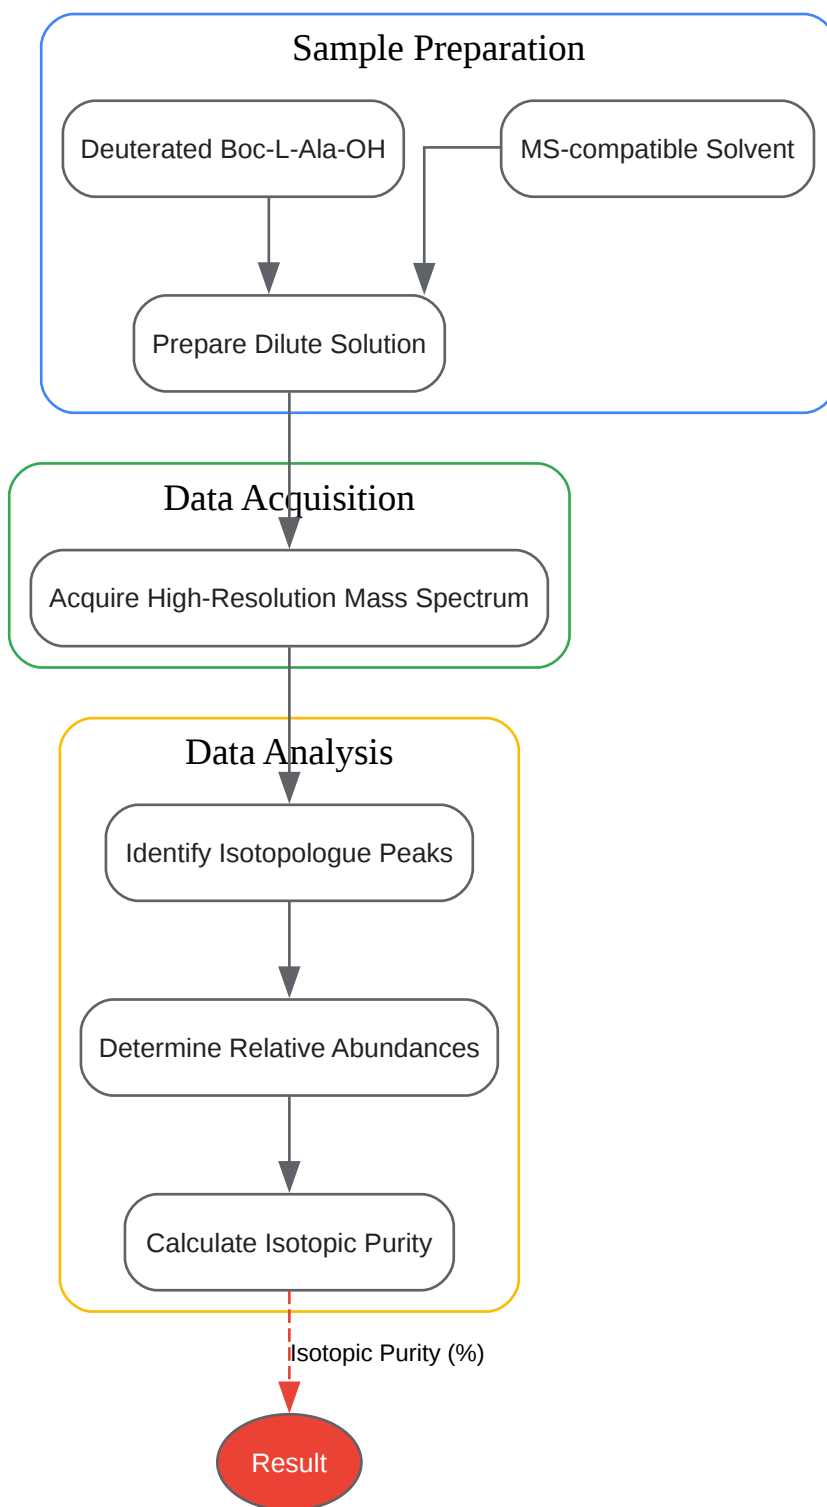 Sample Preparation
Deuterated Boc-L-Ala-OH
MS-compatible Solvent
Prepare Dilute Solution
Data Acquisition
Acquire High-Resolution Mass Spectrum
Data Analysis
Identify Isotopologue Peaks
Determine Relative Abundances
Calculate Isotopic Purity
Isotopic Purity (%)
Result